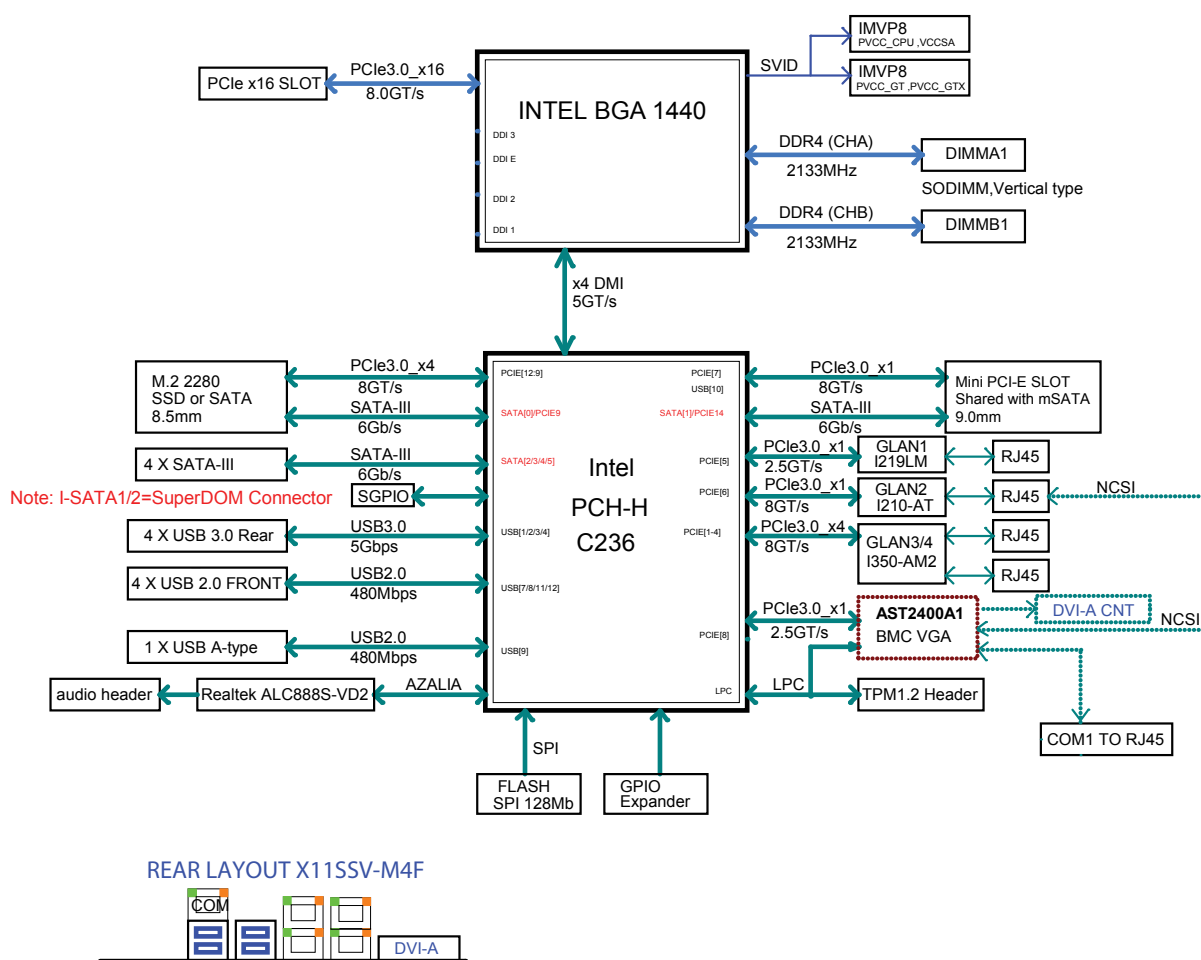 IMVP8
PVCC_CPU ,VCCSA
SVID
IMVP8
PVCC_GT ,PVCC_GTX
PCIe x16 SLOT
PCIe3.0_x16
8.0GT/s
INTEL BGA 1440
DDI 3
DDI E
DDI 2
DDI 1
DDR4 (CHA)
2133MHz
DIMMA1
SODIMM,Vertical type
DDR4 (CHB)
2133MHz
DIMMB1
x4 DMI
5GT/s
M.2 2280
SSD or SATA
8.5mm
PCIe3.0_x4
8GT/s
SATA-III
6Gb/s
4 X SATA-III
SATA-III
6Gb/s
Note: I-SATA1/2=SuperDOM Connector
SGPIO
4 X USB 3.0 Rear
USB3.0
5Gbps
4 X USB 2.0 FRONT
USB2.0
480Mbps
1 X USB A-type
USB2.0
480Mbps
audio header
Realtek ALC888S-VD2
AZALIA
PCIE[12:9]
SATA[0]/PCIE9
SATA[2/3/4/5]
USB[1/2/3/4]
USB[7/8/11/12]
USB[9]
Intel
PCH-H
C236
PCIE[7]
USB[10]
SATA[1]/PCIE14
PCIE[5]
PCIE[6]
PCIE[1-4]
PCIE[8]
LPC
PCIe3.0_x1
8GT/s
SATA-III
6Gb/s
Mini PCI-E SLOT
Shared with mSATA
9.0mm
PCIe3.0_x1
2.5GT/s
GLAN1
I219LM
RJ45
PCIe3.0_x1
8GT/s
GLAN2
I210-AT
RJ45
NCSI
PCIe3.0_x4
8GT/s
GLAN3/4
I350-AM2
RJ45
RJ45
PCIe3.0_x1
2.5GT/s
AST2400A1
BMC VGA
DVI-A CNT
NCSI
LPC
TPM1.2 Header
COM1 TO RJ45
SPI
FLASH
SPI 128Mb
GPIO
Expander
REAR LAYOUT X11SSV-M4F
COM
DVI-A